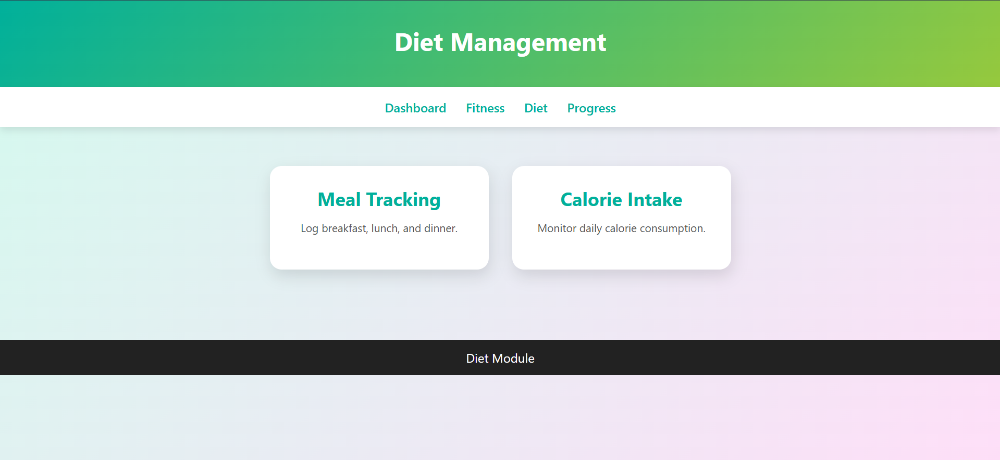 Diet Management
Dashboard Fitness Diet Progress
Meal Tracking
Log breakfast, lunch, and dinner.
Calorie Intake
Monitor daily calorie consumption.
Diet Module